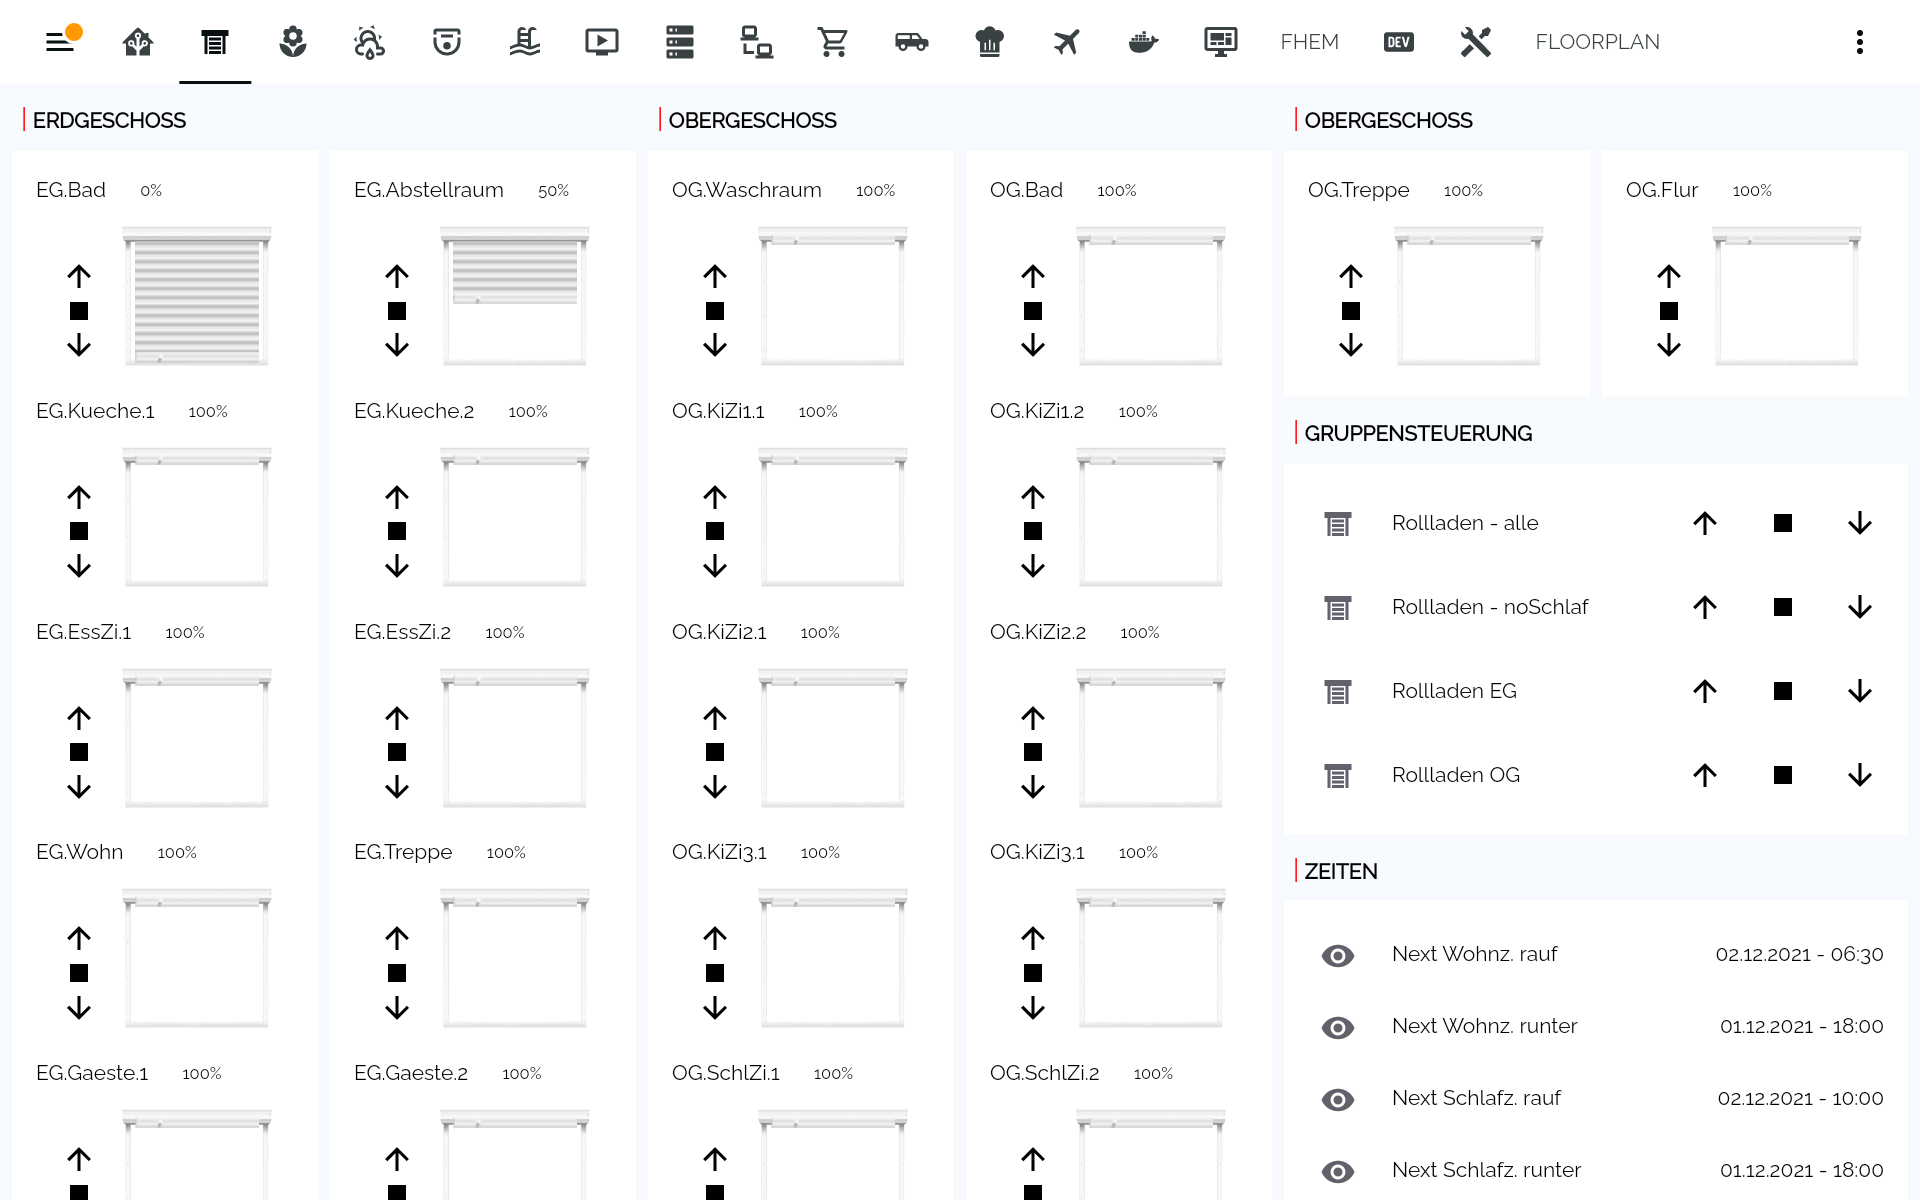 DEV
FHEM
FLOORPLAN
ERDGESCHOSS
EG.Bad 0%
EG.Abstellraum 50%
EG.Kueche.1 100%
EG.Kueche.2 100%
EG.EssZi.1 100%
EG.EssZi.2 100%
EG.Wohn 100%
EG.Treppe 100%
EG.Gaeste.1 100%
EG.Gaeste.2 100%
OBERGESCHOSS
OG.Waschraum 100%
OG.Bad 100%
OG.KiZi1.1 100%
OG.KiZi1.2 100%
OG.KiZi2.1 100%
OG.KiZi2.2 100%
OG.KiZi3.1 100%
OG.KiZi3.1 100%
OG.SchlZi.1 100%
OG.SchlZi.2 100%
OBERGESCHOSS
OG.Treppe 100%
OG.Flur 100%
GRUPPENSTEUERUNG
Rollladen - alle
Rollladen - noSchlaf
Rollladen EG
Rollladen OG
ZEITEN
Next Wohnz. rauf 02.12.2021 - 06:30
Next Wohnz. runter 01.12.2021 - 18:00
Next Schlafz. rauf 02.12.2021 - 10:00
Next Schlafz. runter 01.12.2021 - 18:00